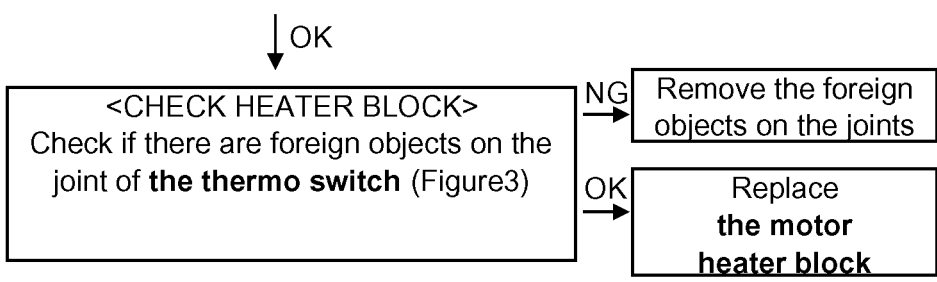 OK
<CHECK HEATER BLOCK>
Check if there are foreign objects on the
joint of the thermo switch (Figure3)
NG
Remove the foreign
objects on the joints
OK
Replace
the motor
heater block